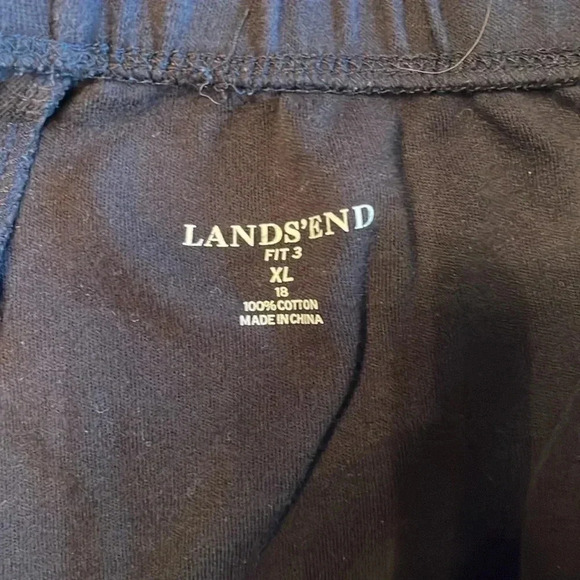 LANDS'END
FIT 3
XL
18
100% COTTON
MADE IN CHINA